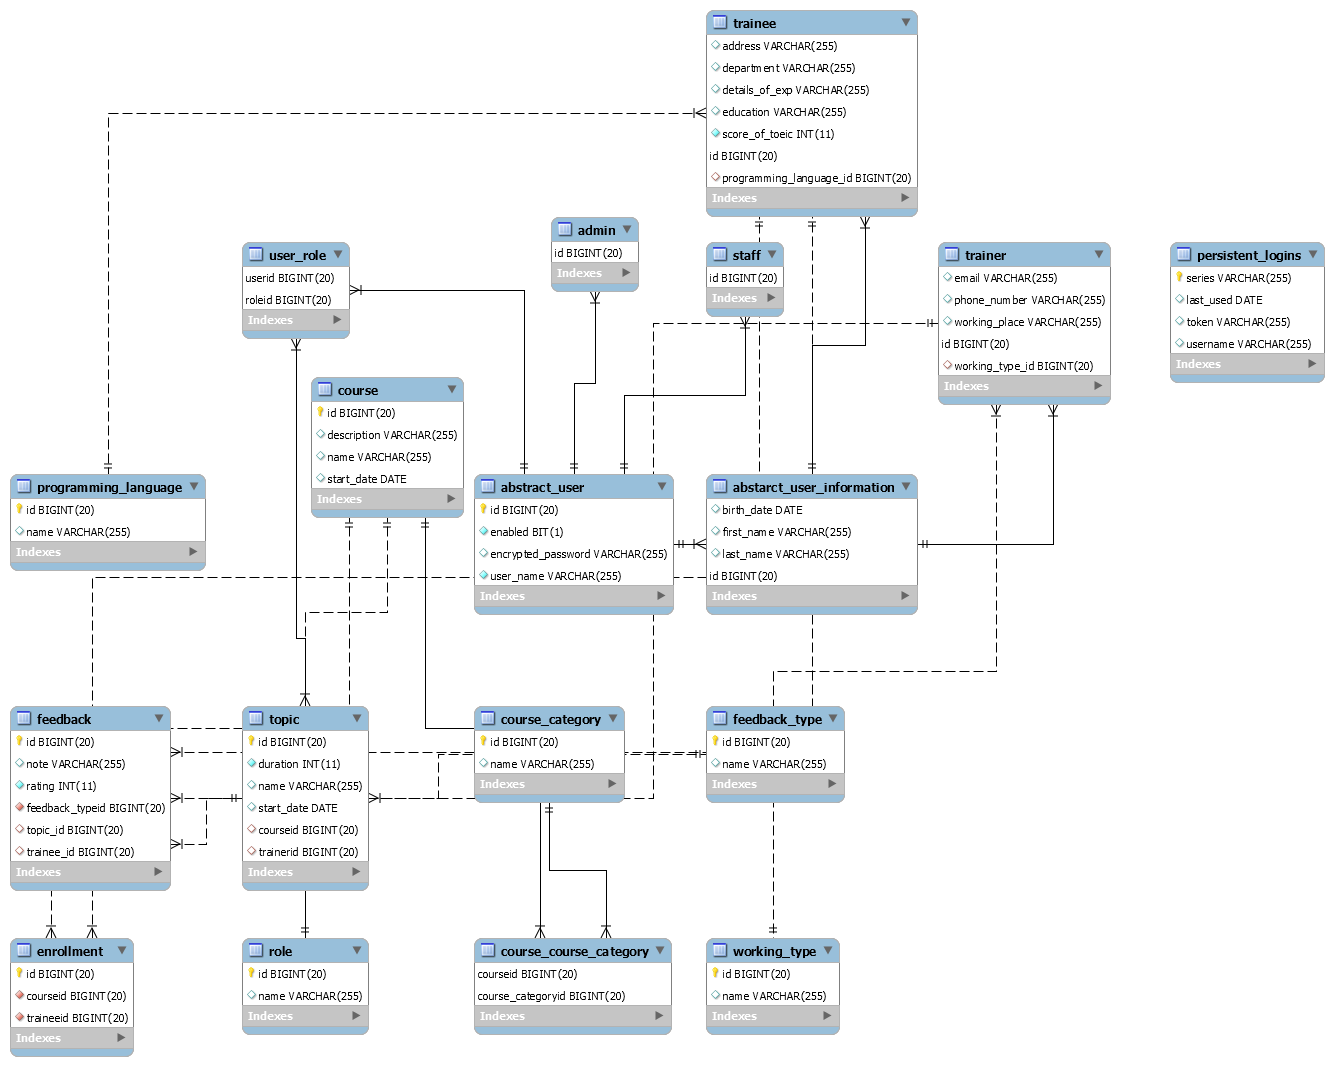 trainee
address VARCHAR(255)
department VARCHAR(255)
details_of_exp VARCHAR(255)
education VARCHAR(255)
score_of_toeic INT(11)
id BIGINT(20)
programming_language_id BIGINT(20)
Indexes
admin
id BIGINT(20)
Indexes
user_role
userid BIGINT(20)
roleid BIGINT(20)
Indexes
staff
id BIGINT(20)
Indexes
trainer
email VARCHAR(255)
phone_number VARCHAR(255)
working_place VARCHAR(255)
id BIGINT(20)
working_type_id BIGINT(20)
Indexes
persistent_logins
series VARCHAR(255)
last_used DATE
token VARCHAR(255)
username VARCHAR(255)
Indexes
course
id BIGINT(20)
description VARCHAR(255)
name VARCHAR(255)
start_date DATE
Indexes
programming_language
id BIGINT(20)
name VARCHAR(255)
Indexes
abstract_user
id BIGINT(20)
enabled BIT(1)
encrypted_password VARCHAR(255)
user_name VARCHAR(255)
Indexes
abstarct_user_information
birth_date DATE
first_name VARCHAR(255)
last_name VARCHAR(255)
id BIGINT(20)
Indexes
feedback
id BIGINT(20)
note VARCHAR(255)
rating INT(11)
feedback_typeid BIGINT(20)
topic_id BIGINT(20)
trainee_id BIGINT(20)
Indexes
topic
id BIGINT(20)
duration INT(11)
name VARCHAR(255)
start_date DATE
courseid BIGINT(20)
trainerid BIGINT(20)
Indexes
course_category
id BIGINT(20)
name VARCHAR(255)
Indexes
feedback_type
id BIGINT(20)
name VARCHAR(255)
Indexes
enrollment
id BIGINT(20)
courseid BIGINT(20)
traineeid BIGINT(20)
Indexes
role
id BIGINT(20)
name VARCHAR(255)
Indexes
course_course_category
courseid BIGINT(20)
course_categoryid BIGINT(20)
Indexes
working_type
id BIGINT(20)
name VARCHAR(255)
Indexes